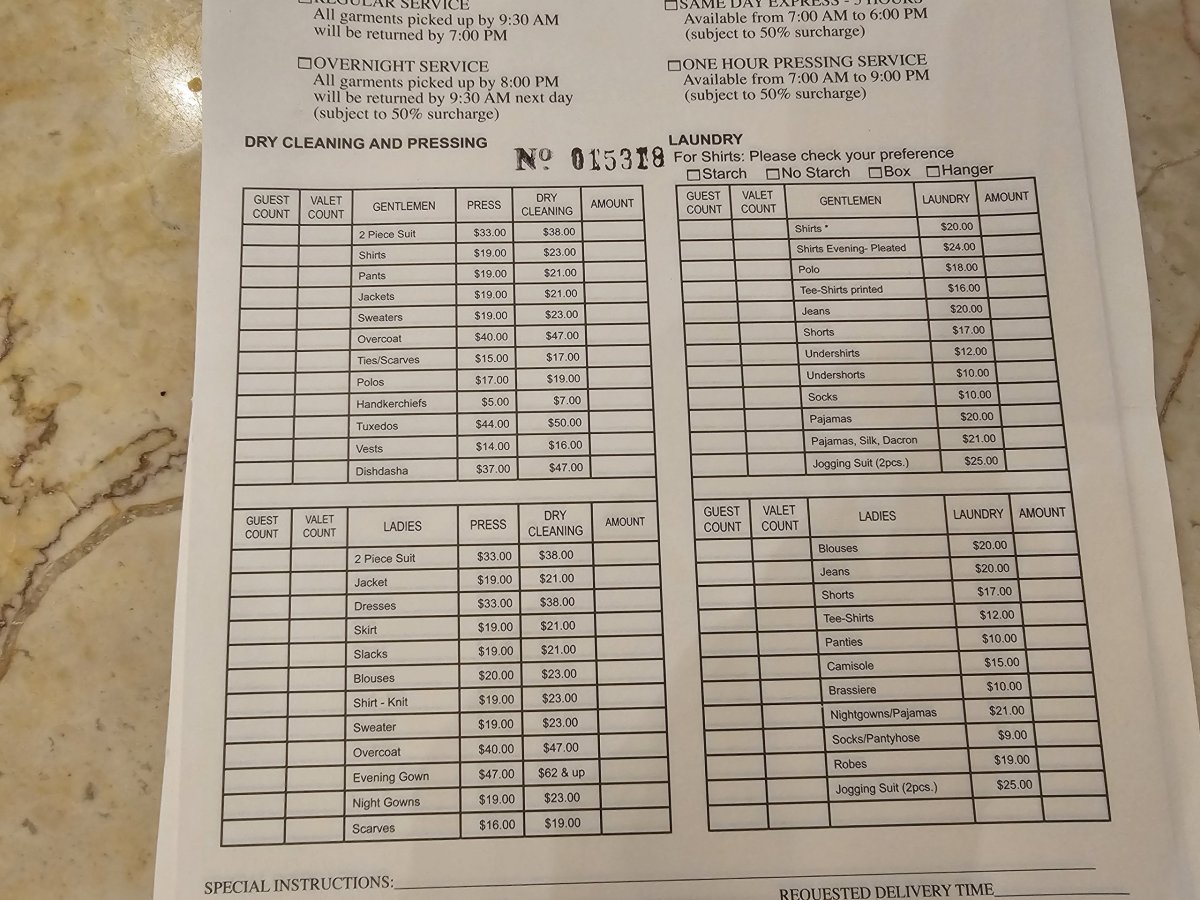 REGULAR SERVICE
All garments picked up by 9:30 AM
will be returned by 7:00 PM
OVERNIGHT SERVICE
All garments picked up by 8:00 PM
will be returned by 9:30 AM next day
(subject to 50% surcharge)
SAME DAY EXPRESS - 3 HOURS
Available from 7:00 AM to 6:00 PM
(subject to 50% surcharge)
ONE HOUR PRESSING SERVICE
Available from 7:00 AM to 9:00 PM
(subject to 50% surcharge)
DRY CLEANING AND PRESSING
Nº 015318
GUEST COUNT VALET COUNT GENTLEMEN PRESS DRY CLEANING AMOUNT
2 Piece Suit $33.00 $38.00
Shirts $19.00 $23.00
Pants $19.00 $21.00
Jackets $19.00 $21.00
Sweaters $19.00 $23.00
Overcoat $40.00 $47.00
Ties/Scarves $15.00 $17.00
Polos $17.00 $19.00
Handkerchiefs $5.00 $7.00
Tuxedos $44.00 $50.00
Vests $14.00 $16.00
Dishdasha $37.00 $47.00
GUEST COUNT VALET COUNT LADIES PRESS DRY CLEANING AMOUNT
2 Piece Suit $33.00 $38.00
Jacket $19.00 $21.00
Dresses $33.00 $38.00
Skirt $19.00 $21.00
Slacks $19.00 $21.00
Blouses $20.00 $23.00
Shirt - Knit $19.00 $23.00
Sweater $19.00 $23.00
Overcoat $40.00 $47.00
Evening Gown $47.00 $62 & up
Night Gowns $19.00 $23.00
Scarves $16.00 $19.00
LAUNDRY
For Shirts: Please check your preference
Starch No Starch Box Hanger
GUEST COUNT VALET COUNT GENTLEMEN LAUNDRY AMOUNT
Shirts * $20.00
Shirts Evening- Pleated $24.00
Polo $18.00
Tee-Shirts printed $16.00
Jeans $20.00
Shorts $17.00
Undershirts $12.00
Undershorts $10.00
Socks $10.00
Pajamas $20.00
Pajamas, Silk, Dacron $21.00
Jogging Suit (2pcs.) $25.00
GUEST COUNT VALET COUNT LADIES LAUNDRY AMOUNT
Blouses $20.00
Jeans $20.00
Shorts $17.00
Tee-Shirts $12.00
Panties $10.00
Camisole $15.00
Brassiere $10.00
Nightgowns/Pajamas $21.00
Socks/Pantyhose $9.00
Robes $19.00
Jogging Suit (2pcs.) $25.00
SPECIAL INSTRUCTIONS:
REQUESTED DELIVERY TIME